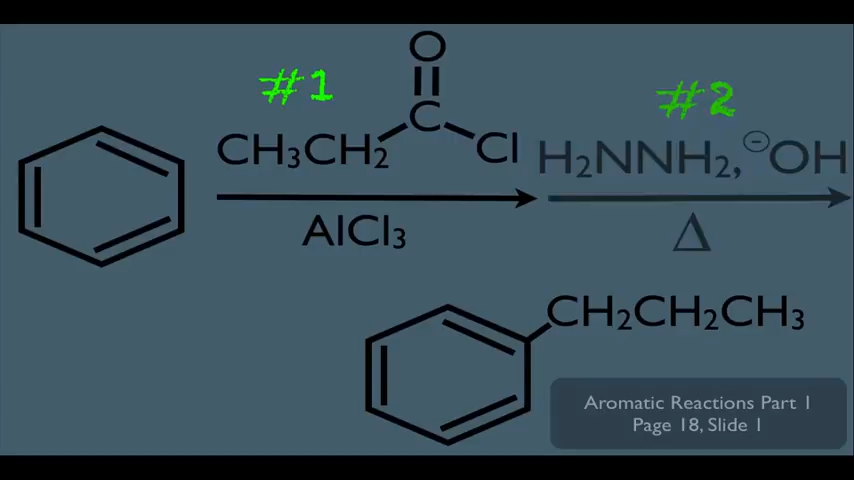 #1
O
C
CH₃CH₂
Cl
AlCl₃
#2
H₂NNH₂, ⊖OH
Δ
CH₂CH₂CH₃
Aromatic Reactions Part 1
Page 18, Slide 1